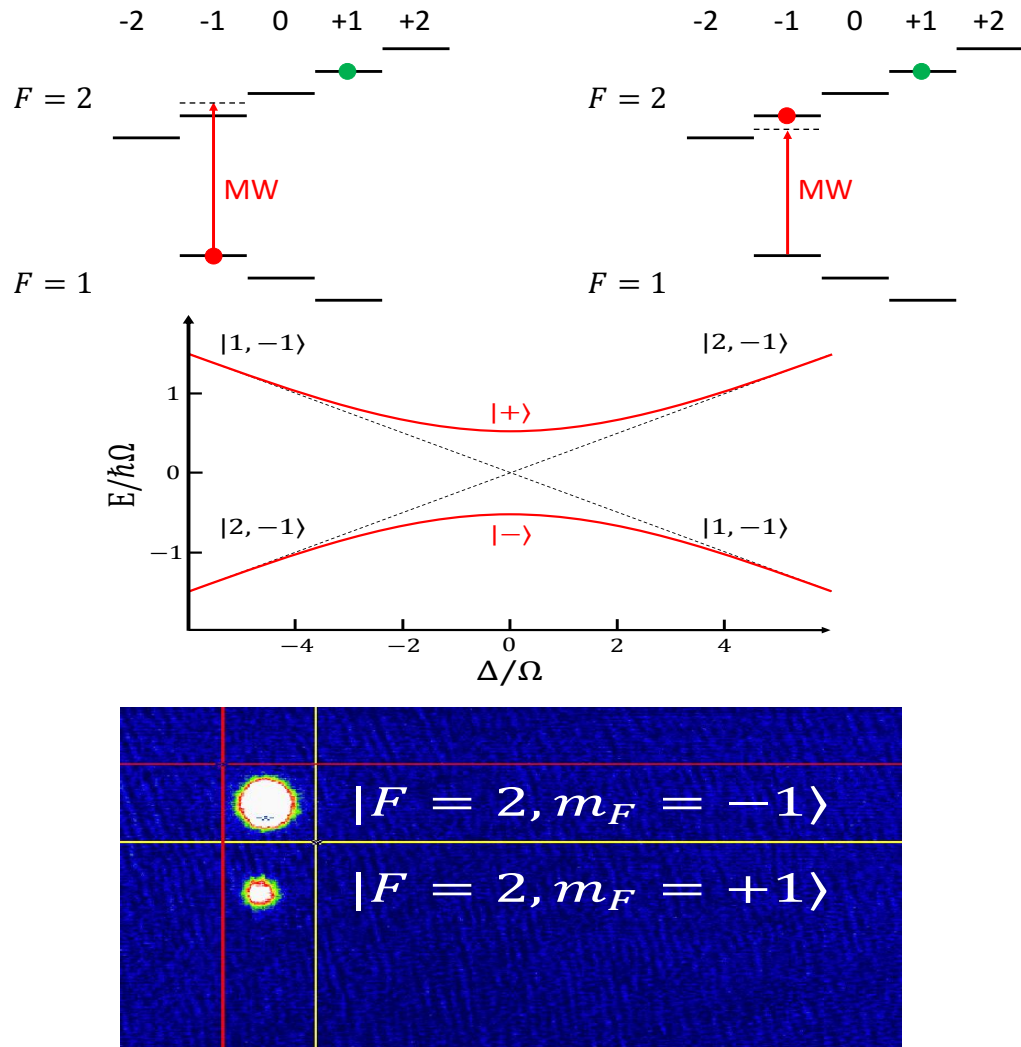 -2 -1 0 +1 +2 -2 -1 0 +1 +2
F = 2 F = 2
MW MW
F = 1 F = 1
|1, −1⟩ |2, −1⟩
1
|+⟩
E/ħΩ
0
|2, −1⟩ |−⟩ |1, −1⟩
−1
−4 −2 0 2 4
Δ/Ω
|F = 2, m_F = −1⟩
|F = 2, m_F = +1⟩